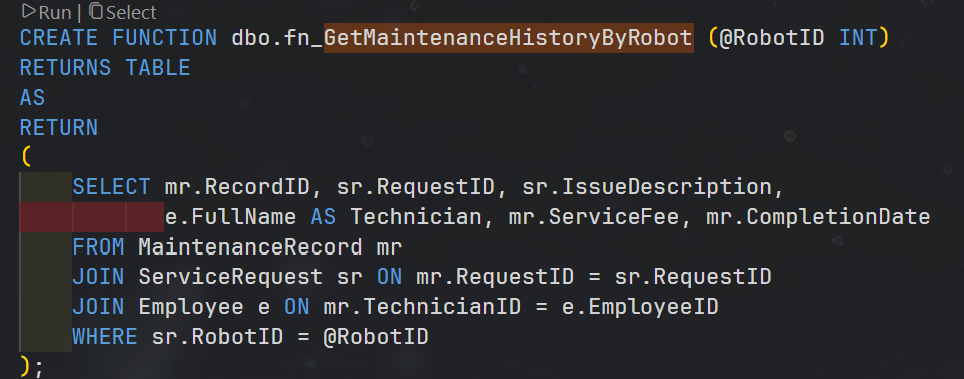 Run | Select
CREATE FUNCTION dbo.fn_GetMaintenanceHistoryByRobot (@RobotID INT)
RETURNS TABLE
AS
RETURN
(
    SELECT mr.RecordID, sr.RequestID, sr.IssueDescription,
           e.FullName AS Technician, mr.ServiceFee, mr.CompletionDate
    FROM MaintenanceRecord mr
    JOIN ServiceRequest sr ON mr.RequestID = sr.RequestID
    JOIN Employee e ON mr.TechnicianID = e.EmployeeID
    WHERE sr.RobotID = @RobotID
);